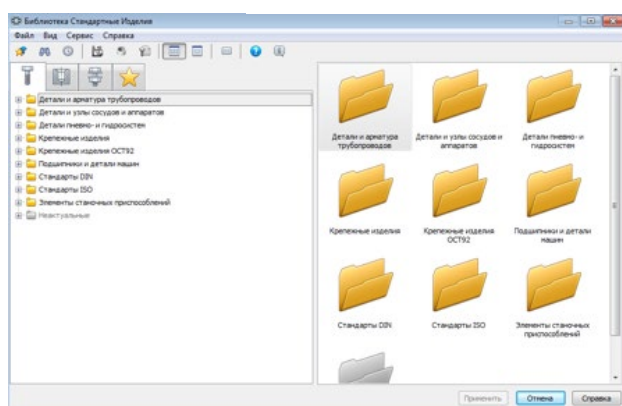 Библиотека Стандартные Изделия
Файл Вид Сервис Справка
Детали и арматура трубопроводов
Детали и узлы сосудов и аппаратов
Детали пневмо- и гидросистем
Крепежные изделия
Крепежные изделия ОСТ92
Подшипники и детали машин
Стандарты DIN
Стандарты ISO
Элементы станочных приспособлений
Неактуальные
Детали и арматура
трубопроводов
Детали и узлы сосудов и
аппаратов
Детали пневмо- и
гидросистем
Крепежные изделия
Крепежные изделия
ОСТ92
Подшипники и детали
машин
Стандарты DIN
Стандарты ISO
Элементы станочных
приспособлений
Применить Отмена Справка